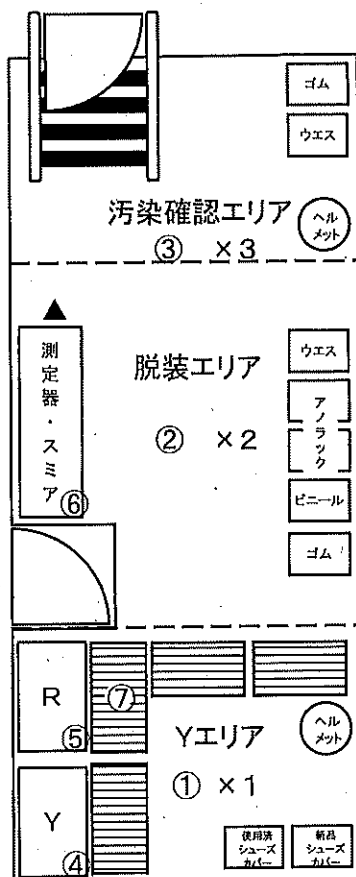 ゴム
ウエス
汚染確認エリア
ヘル
メット
③ ×3
▲
測定器・スミア
⑥
脱装エリア
② ×2
ウエス
アノラック
ビニール
ゴム
R
⑤
⑦
Yエリア
ヘル
メット
① ×1
Y
④
使用済
シューズ
カバー
新品
シューズ
カバー